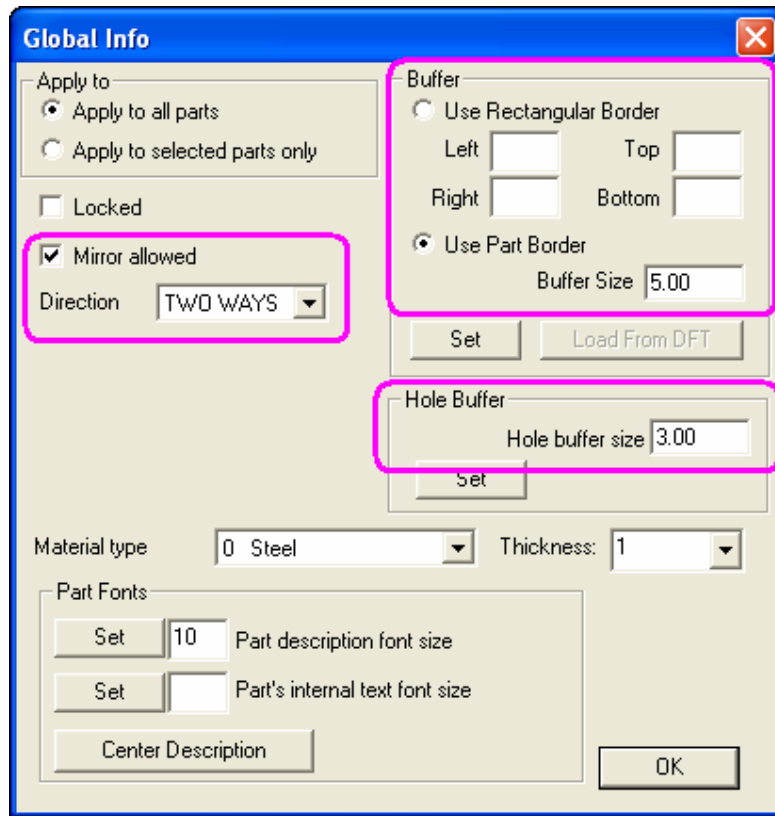 Global Info
Apply to
Apply to all parts
Apply to selected parts only
Locked
Mirror allowed
Direction TWO WAYS
Buffer
Use Rectangular Border
Left Top
Right Bottom
Use Part Border
Buffer Size 5.00
Set Load From DFT
Hole Buffer
Hole buffer size 3.00
Set
Material type 0 Steel Thickness: 1
Part Fonts
Set 10 Part description font size
Set Part's internal text font size
Center Description
OK